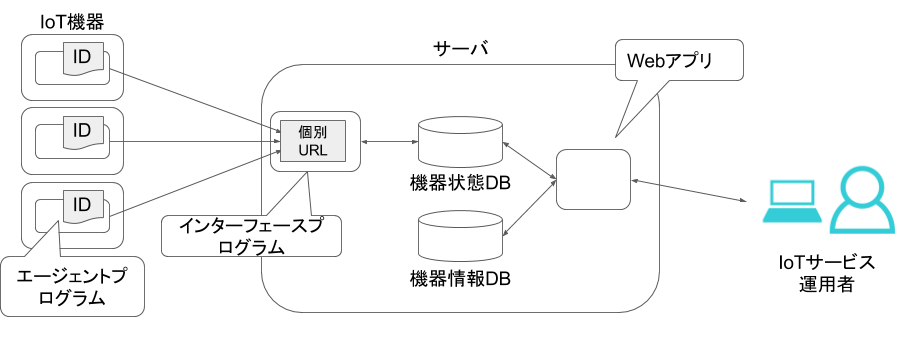 IoT機器
ID
ID
ID
エージェントプ
ログラム
サーバ
個別
URL
インターフェースプ
ログラム
機器状態DB
機器情報DB
Webアプリ
IoTサービス
運用者